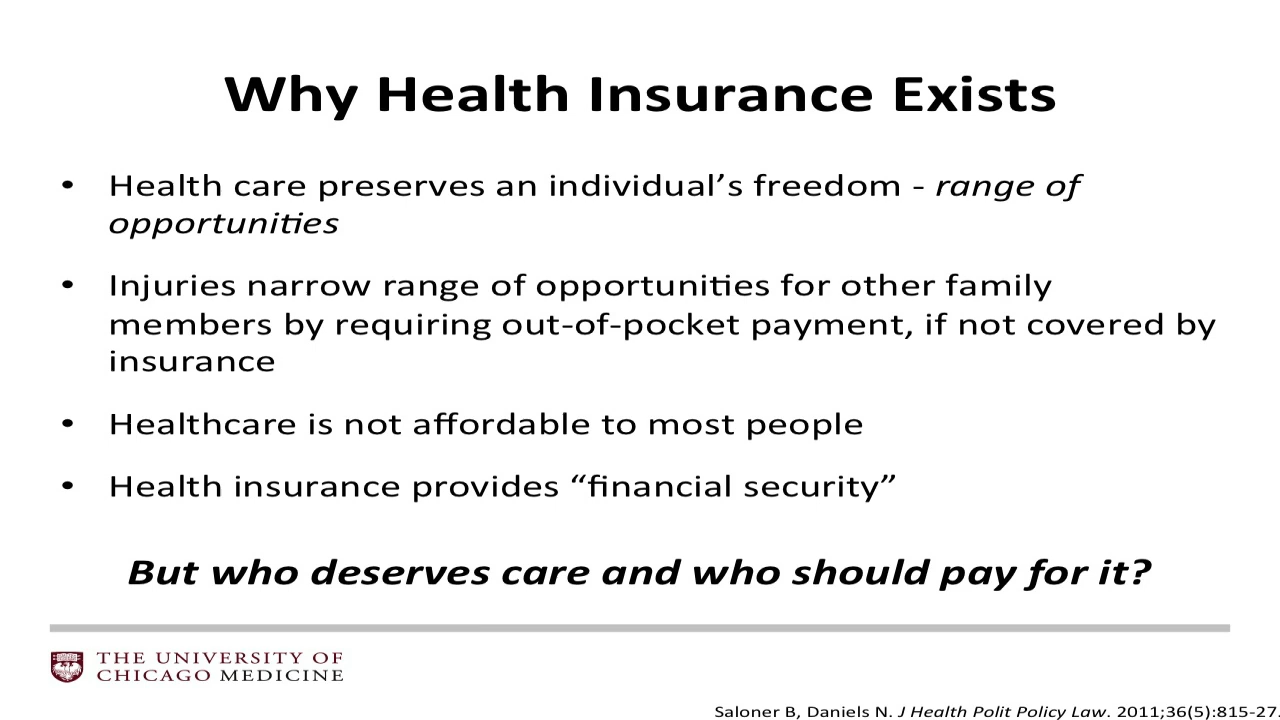 Why Health Insurance Exists
• Health care preserves an individual’s freedom - range of
opportunities
• Injuries narrow range of opportunities for other family
members by requiring out-of-pocket payment, if not covered by
insurance
• Healthcare is not affordable to most people
• Health insurance provides “financial security”
But who deserves care and who should pay for it?
THE UNIVERSITY OF
CHICAGO MEDICINE
Saloner B, Daniels N. J Health Polit Policy Law. 2011;36(5):815-27.